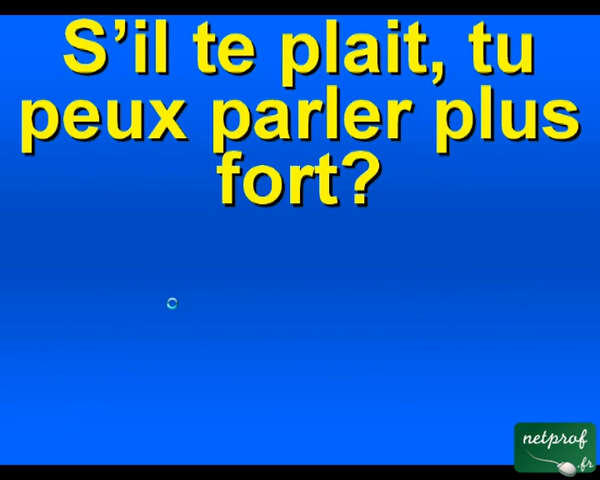 S’il te plait, tu
peux parler plus
fort?
netprof
.fr